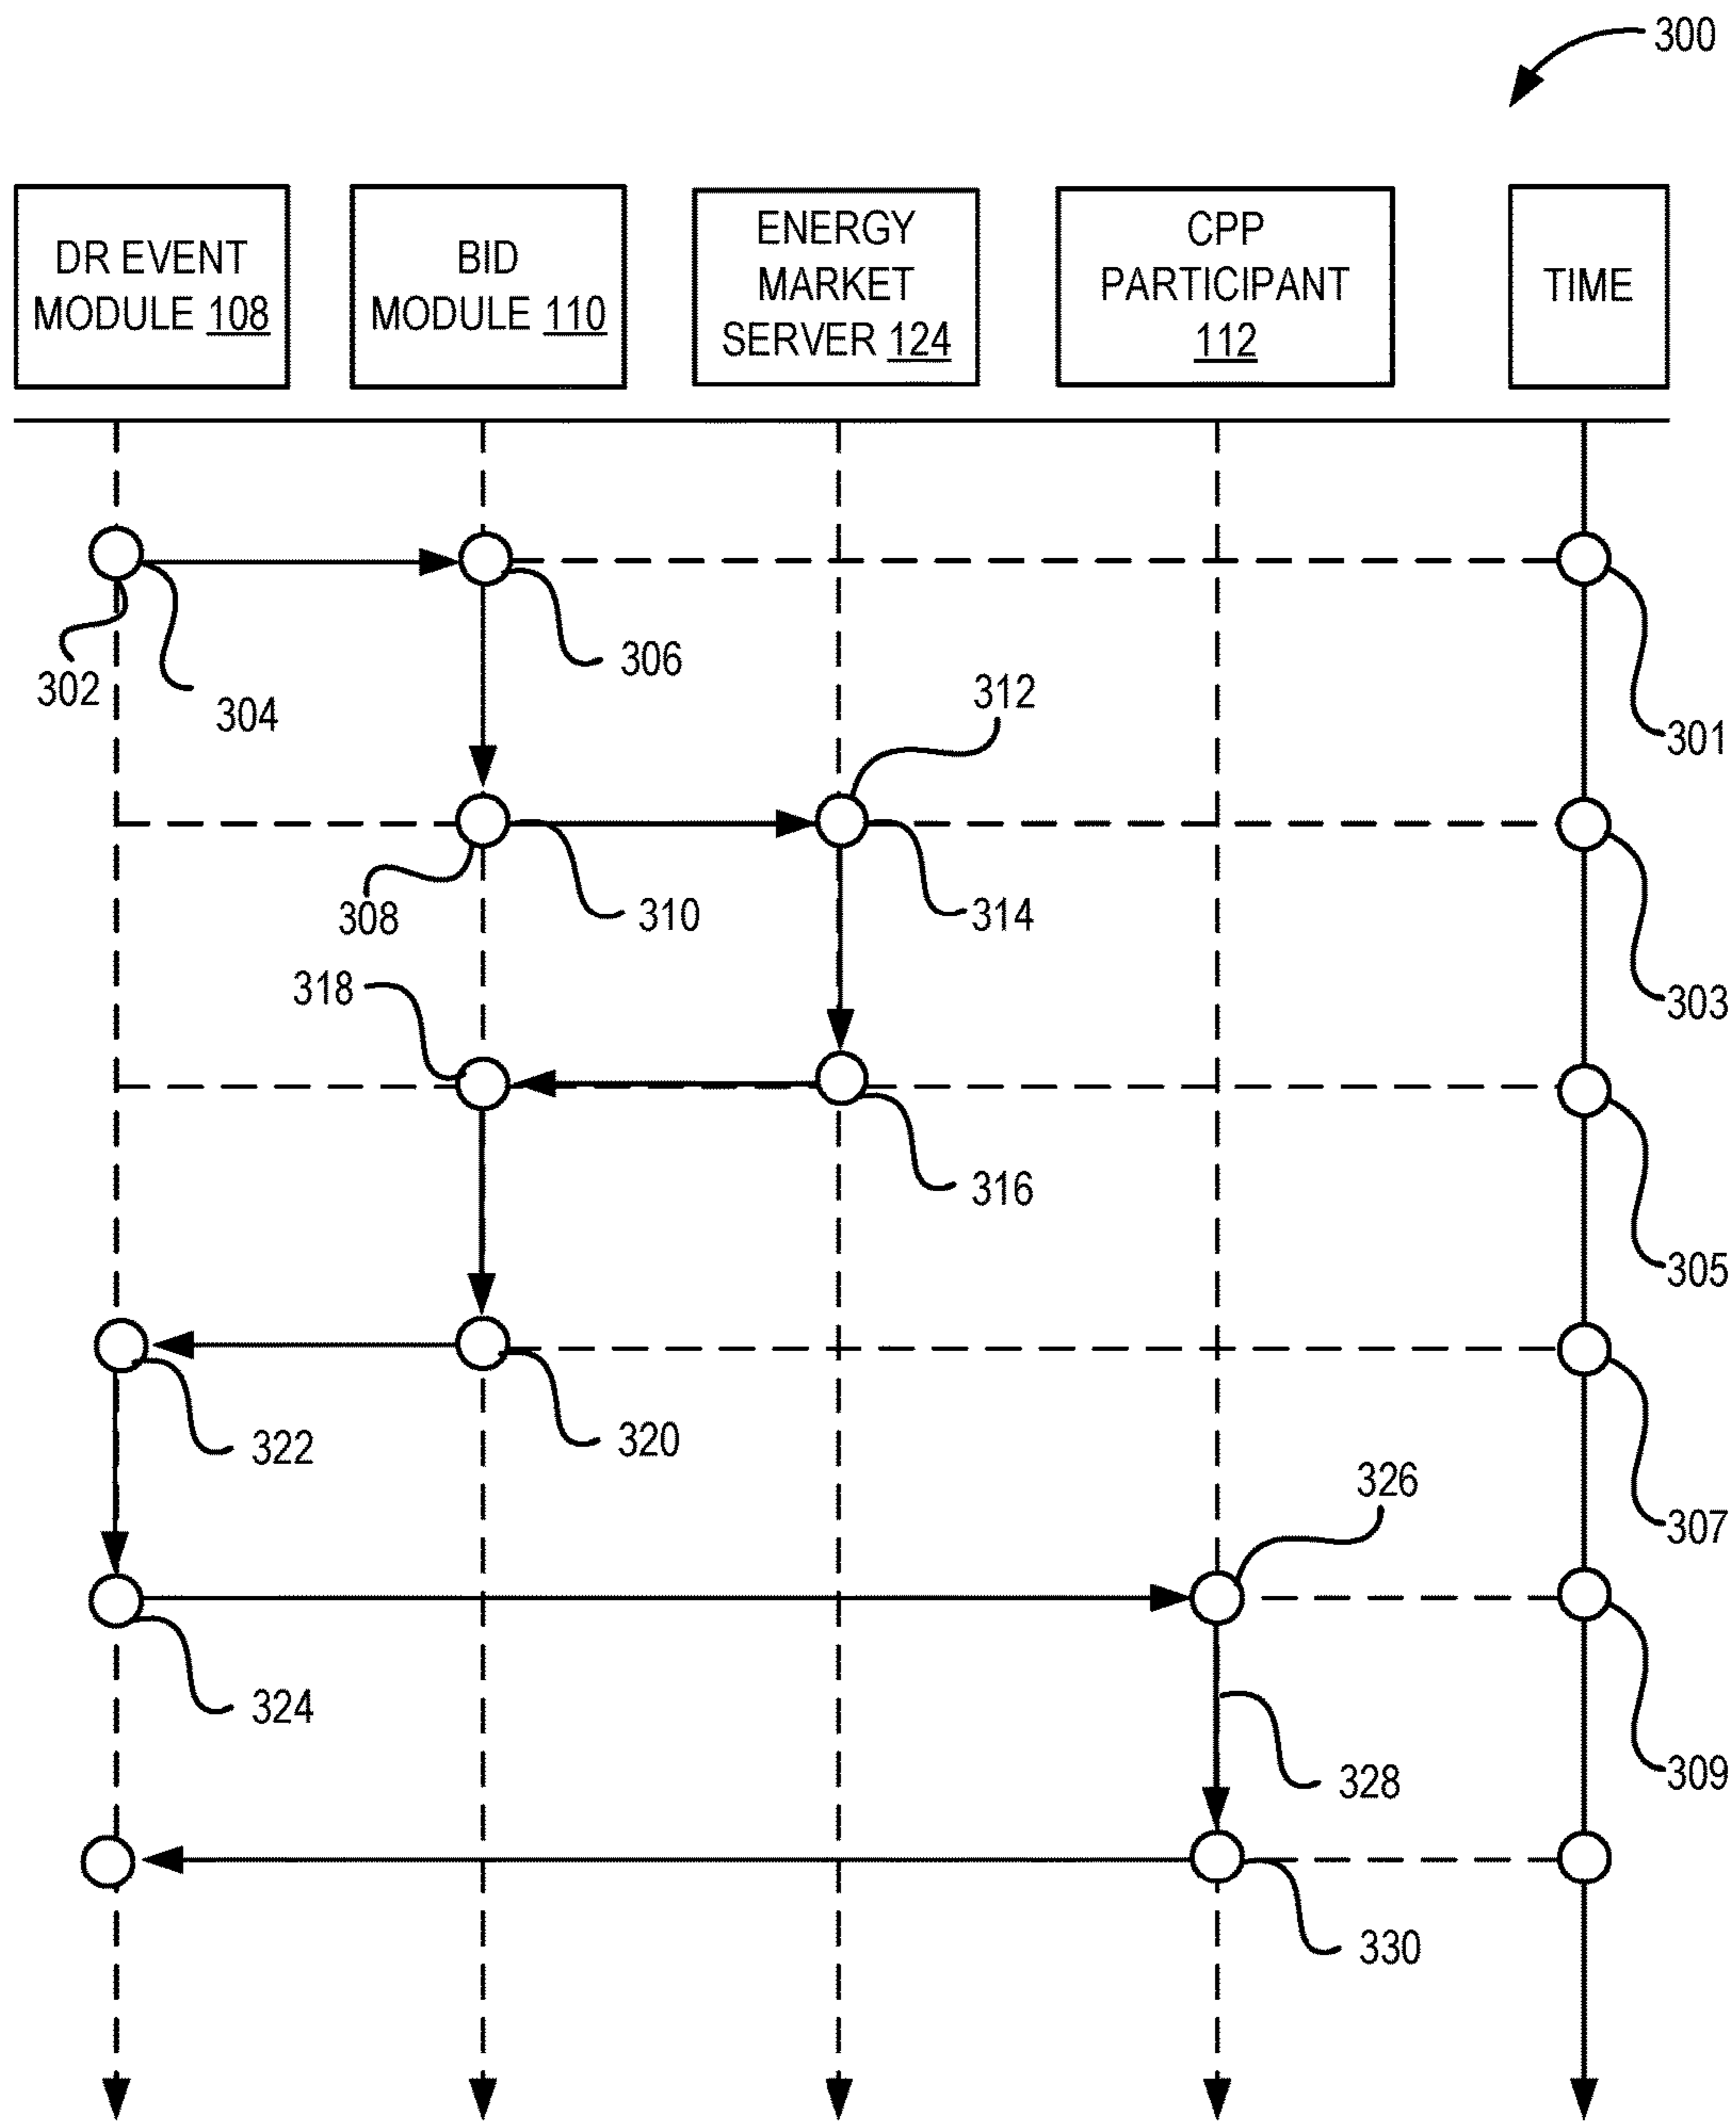 300
DR EVENT
MODULE 108
BID
MODULE 110
ENERGY
MARKET
SERVER 124
CPP
PARTICIPANT
112
TIME
302
304
306
312
301
308
310
314
318
303
316
305
322
320
326
307
324
328
309
330